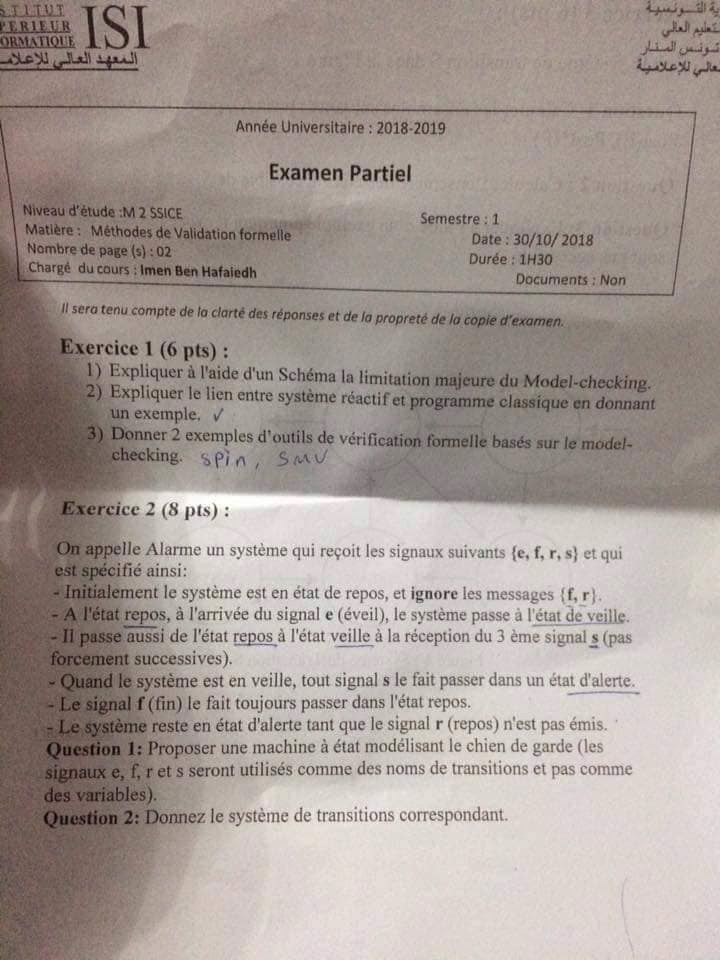 STITUT
PERIEUR
FORMATIQUE
ISI
المعهد العالي للإعلامـ
ـية التـونسية
ـتعليم العالي
تـونس المنار
ـعالي للإعلامية
Année Universitaire : 2018-2019
Examen Partiel
Niveau d'étude :M 2 SSICE
Semestre : 1
Matière : Méthodes de Validation formelle
Date : 30/10/ 2018
Nombre de page (s) : 02
Durée : 1H30
Chargé du cours : Imen Ben Hafaiedh
Documents : Non
Il sera tenu compte de la clarté des réponses et de la propreté de la copie d'examen.
Exercice 1 (6 pts) :
1) Expliquer à l'aide d'un Schéma la limitation majeure du Model-checking.
2) Expliquer le lien entre système réactif et programme classique en donnant
un exemple. ✓
3) Donner 2 exemples d'outils de vérification formelle basés sur le model-
checking. spin, SMV
Exercice 2 (8 pts) :
On appelle Alarme un système qui reçoit les signaux suivants {e, f, r, s} et qui
est spécifié ainsi:
- Initialement le système est en état de repos, et ignore les messages {f, r}.
- A l'état repos, à l'arrivée du signal e (éveil), le système passe à l'état de veille.
- Il passe aussi de l'état repos à l'état veille à la réception du 3 ème signal s (pas
forcement successives).
- Quand le système est en veille, tout signal s le fait passer dans un état d'alerte.
- Le signal f (fin) le fait toujours passer dans l'état repos.
- Le système reste en état d'alerte tant que le signal r (repos) n'est pas émis.
Question 1: Proposer une machine à état modélisant le chien de garde (les
signaux e, f, r et s seront utilisés comme des noms de transitions et pas comme
des variables).
Question 2: Donnez le système de transitions correspondant.